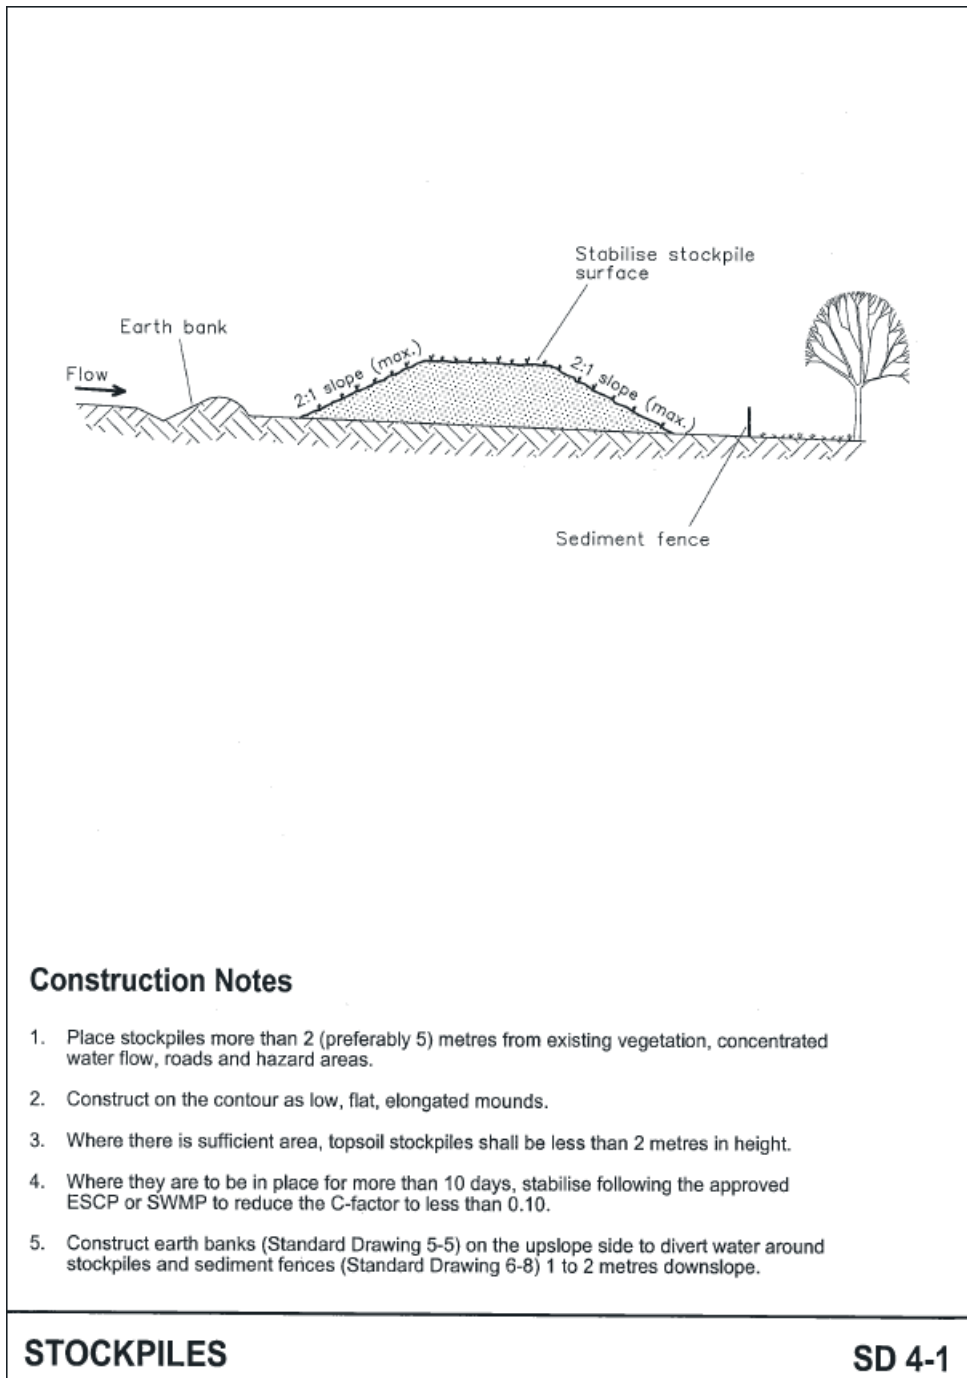 Stabilise stockpile
surface
Earth bank
Flow
2:1 slope (max.)
2:1 slope (max.)
Sediment fence
Construction Notes
1. Place stockpiles more than 2 (preferably 5) metres from existing vegetation, concentrated
water flow, roads and hazard areas.
2. Construct on the contour as low, flat, elongated mounds.
3. Where there is sufficient area, topsoil stockpiles shall be less than 2 metres in height.
4. Where they are to be in place for more than 10 days, stabilise following the approved
ESCP or SWMP to reduce the C-factor to less than 0.10.
5. Construct earth banks (Standard Drawing 5-5) on the upslope side to divert water around
stockpiles and sediment fences (Standard Drawing 6-8) 1 to 2 metres downslope.
STOCKPILES SD 4-1